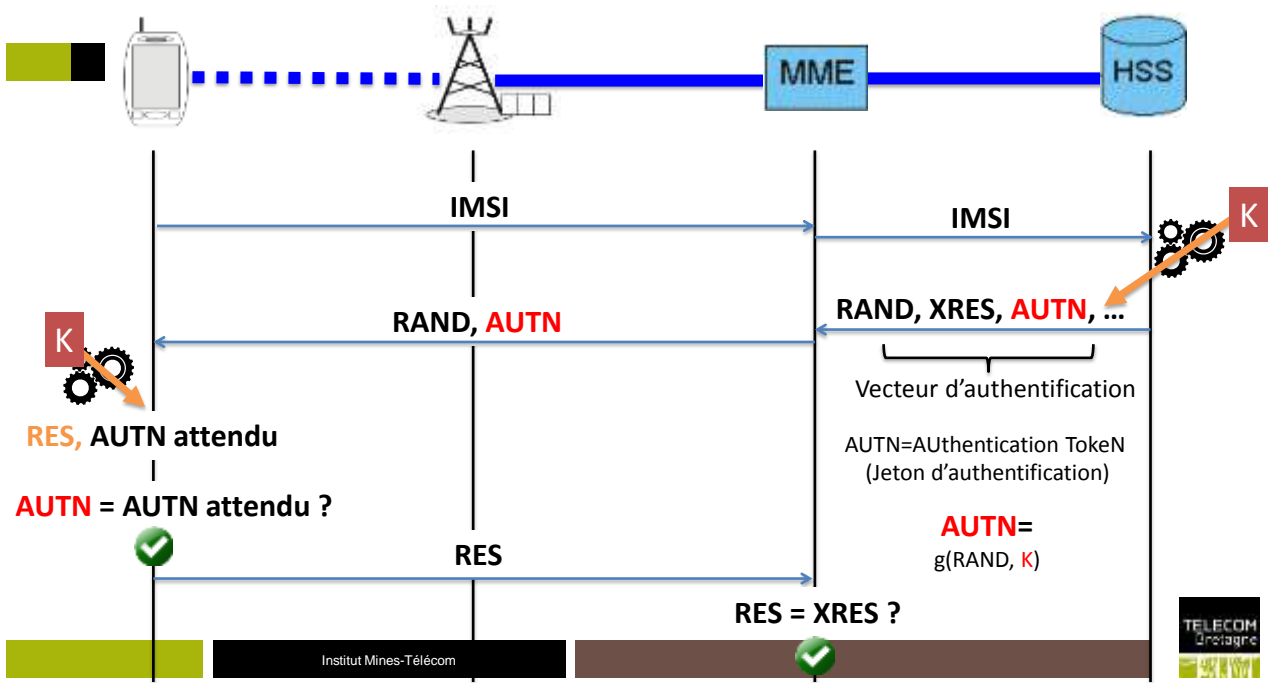 MME
HSS
IMSI
IMSI
K
RAND, XRES, AUTN, ...
RAND, AUTN
K
Vecteur d'authentification
RES, AUTN attendu
AUTN=AUthentication TokeN
(Jeton d'authentification)
AUTN = AUTN attendu ?
AUTN=
g(RAND, K)
RES
RES = XRES ?
Institut Mines-Télécom
TELECOM
Bretagne